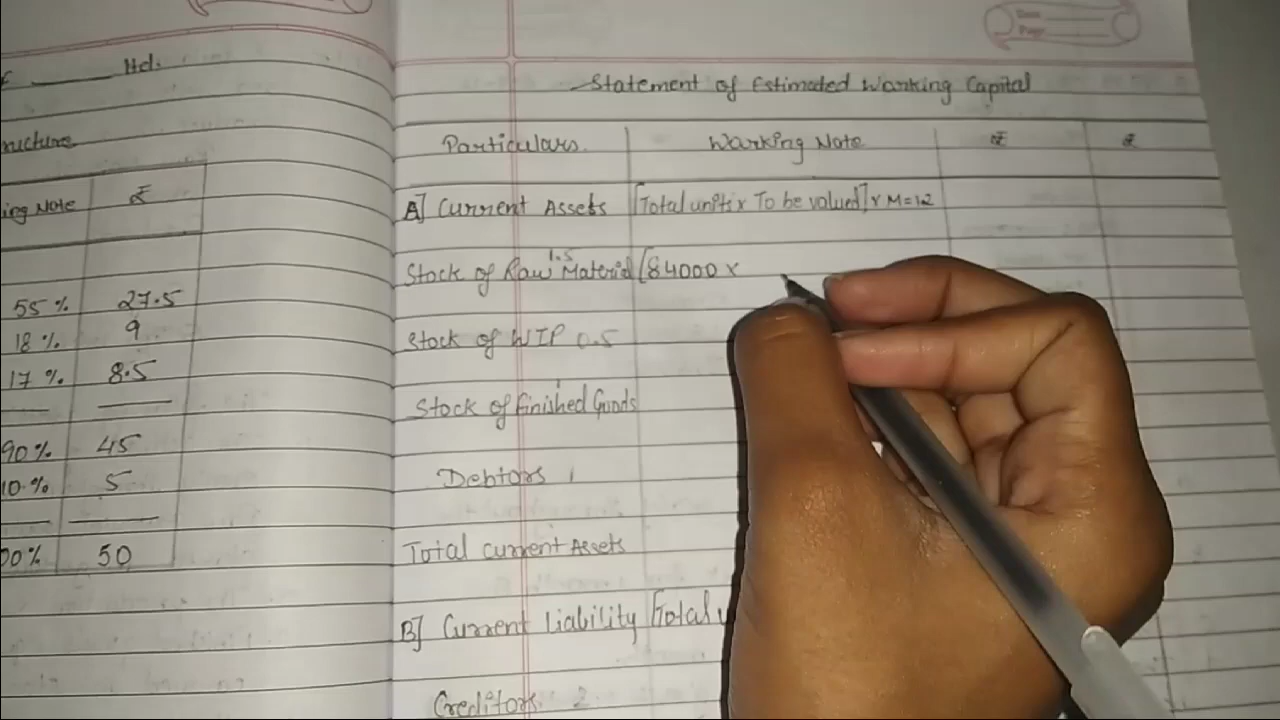 Ltd.
ructure
ing Note ₹
55 % 27.5
18 % 9
17 % 8.5
90% 45
10 % 5
00% 50
Statement of Estimated Working Capital
Particulars Working Note ₹ ₹
A] Current Assets [Total units x To be valued] x M÷12
1.5
Stock of Raw Material [84000 x
Stock of WIP 0.5
1
Stock of Finished Goods
Debtors 1
Total current Assets
B] Current liability [Total
Creditors 2